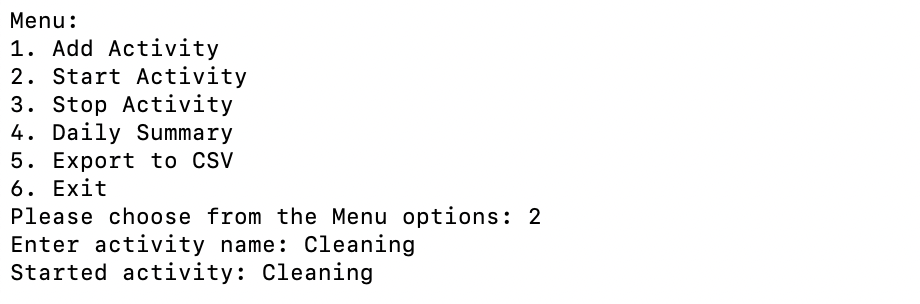 Menu:
1. Add Activity
2. Start Activity
3. Stop Activity
4. Daily Summary
5. Export to CSV
6. Exit
Please choose from the Menu options: 2
Enter activity name: Cleaning
Started activity: Cleaning